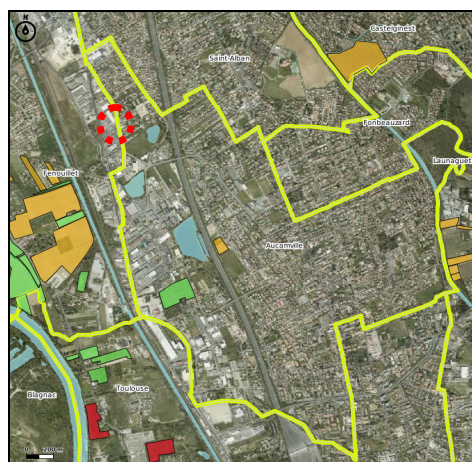 N
Castelginest
Saint-Alban
Fonbeauzard
Launaguet
Fenouillet
Aucamville
Toulouse
Blagnac